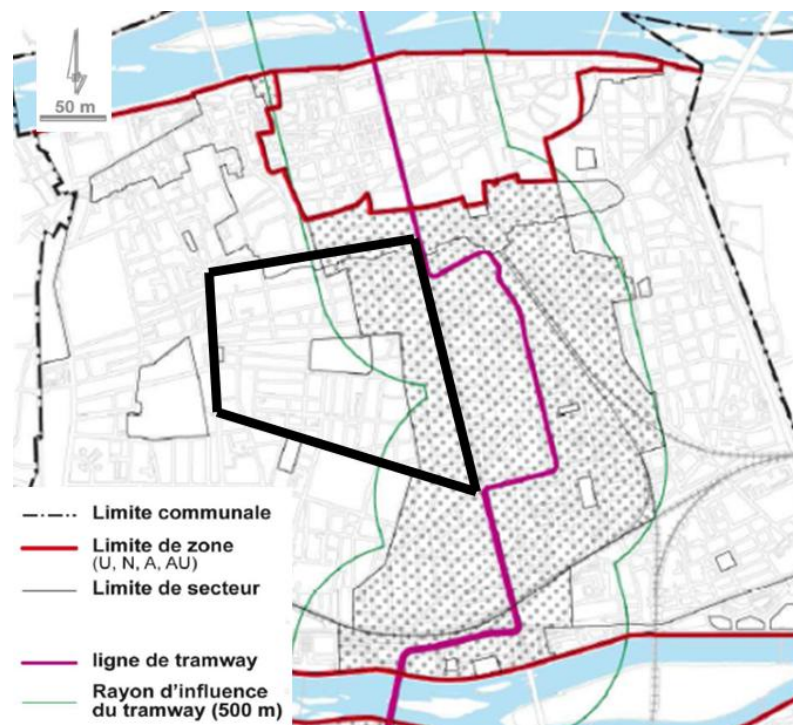 50 m
Limite communale
Limite de zone
(U, N, A, AU)
Limite de secteur
ligne de tramway
Rayon d'influence
du tramway (500 m)